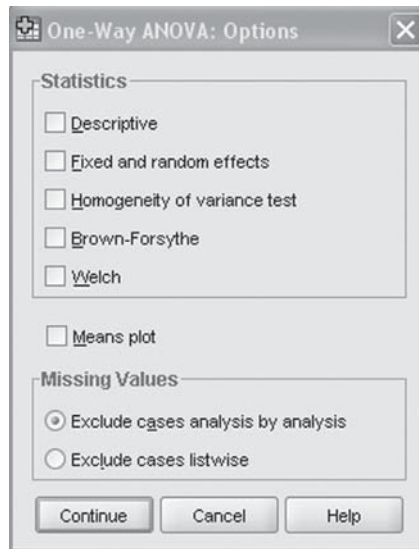 One-Way ANOVA: Options
Statistics
Descriptive
Fixed and random effects
Homogeneity of variance test
Brown-Forsythe
Welch
Means plot
Missing Values
Exclude cases analysis by analysis
Exclude cases listwise
Continue Cancel Help